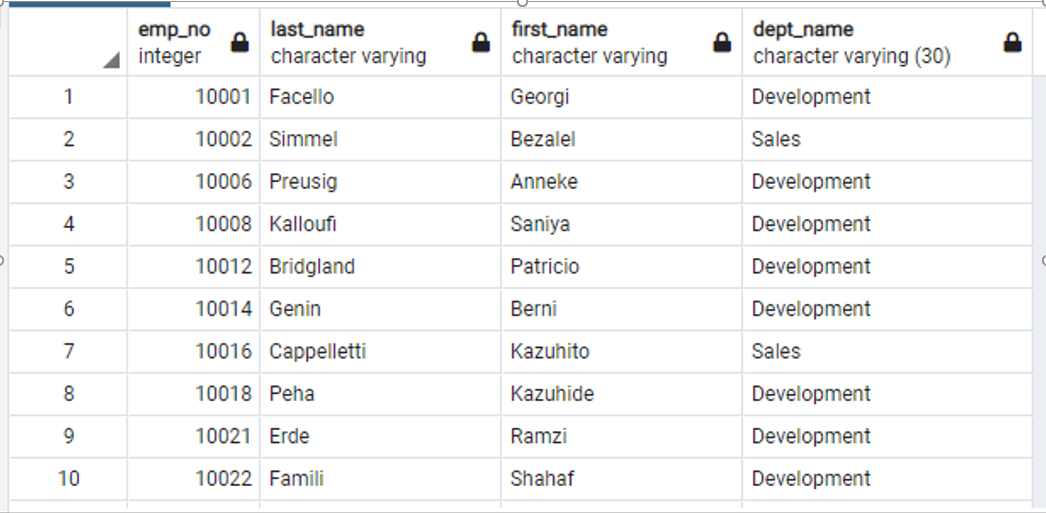 emp_no last_name first_name dept_name
integer character varying character varying character varying (30)
1 10001 Facello Georgi Development
2 10002 Simmel Bezalel Sales
3 10006 Preusig Anneke Development
4 10008 Kalloufi Saniya Development
5 10012 Bridgland Patricio Development
6 10014 Genin Berni Development
7 10016 Cappelletti Kazuhito Sales
8 10018 Peha Kazuhide Development
9 10021 Erde Ramzi Development
10 10022 Famili Shahaf Development